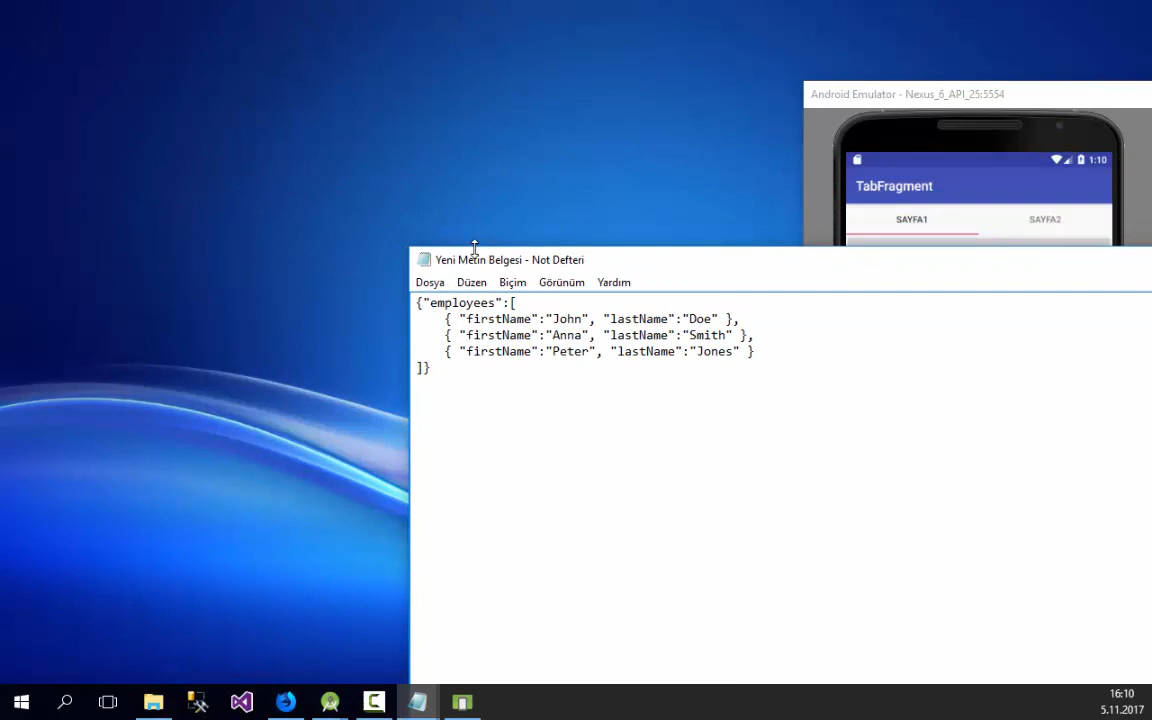 Android Emulator - Nexus_6_API_25:5554
1:10
TabFragment
SAYFA1 SAYFA2
Yeni Metin Belgesi - Not Defteri
Dosya Düzen Biçim Görünüm Yardım
{"employees":[
    { "firstName":"John", "lastName":"Doe" },
    { "firstName":"Anna", "lastName":"Smith" },
    { "firstName":"Peter", "lastName":"Jones" }
]}
16:10
5.11.2017